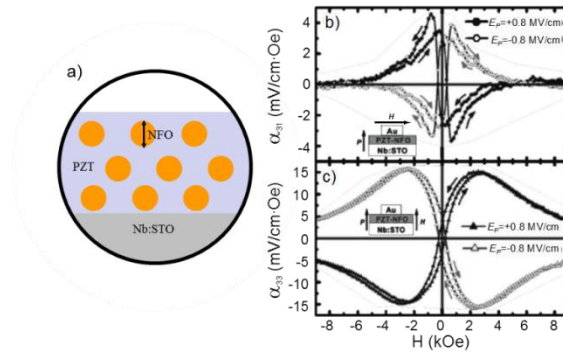 a)
NFO
PZT
Nb:STO
b)
α31 (mV/cm·Oe)
4
2
0
-2
-4
E_P=+0.8 MV/cm
E_P=-0.8 MV/cm
H
P
Au
PZT-NFO
Nb:STO
c)
α33 (mV/cm·Oe)
20
15
10
5
0
-5
-10
-15
-20
P
Au
PZT-NFO
Nb:STO
H
E_P=+0.8 MV/cm
E_P=-0.8 MV/cm
-8 -6 -4 -2 0 2 4 6 8
H (kOe)